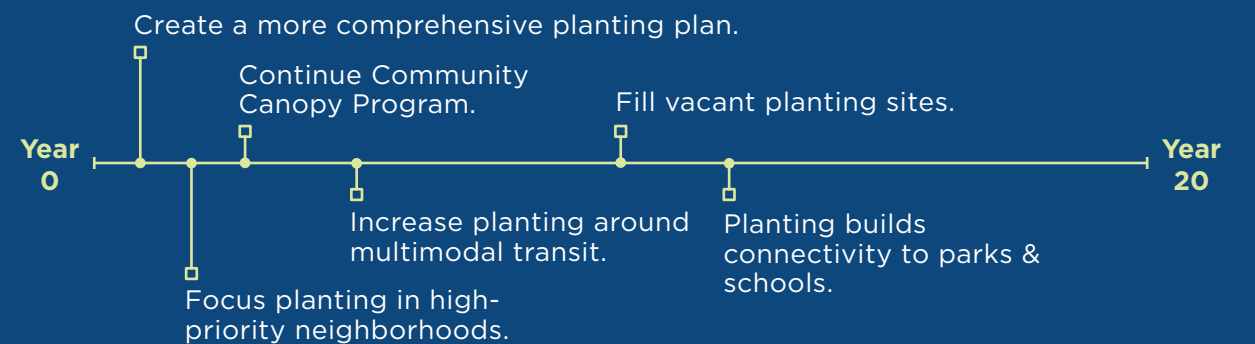 Create a more comprehensive planting plan.
Continue Community
Canopy Program.
Fill vacant planting sites.
Year
0
Year
20
Increase planting around
multimodal transit.
Planting builds
connectivity to parks &
schools.
Focus planting in high-
priority neighborhoods.